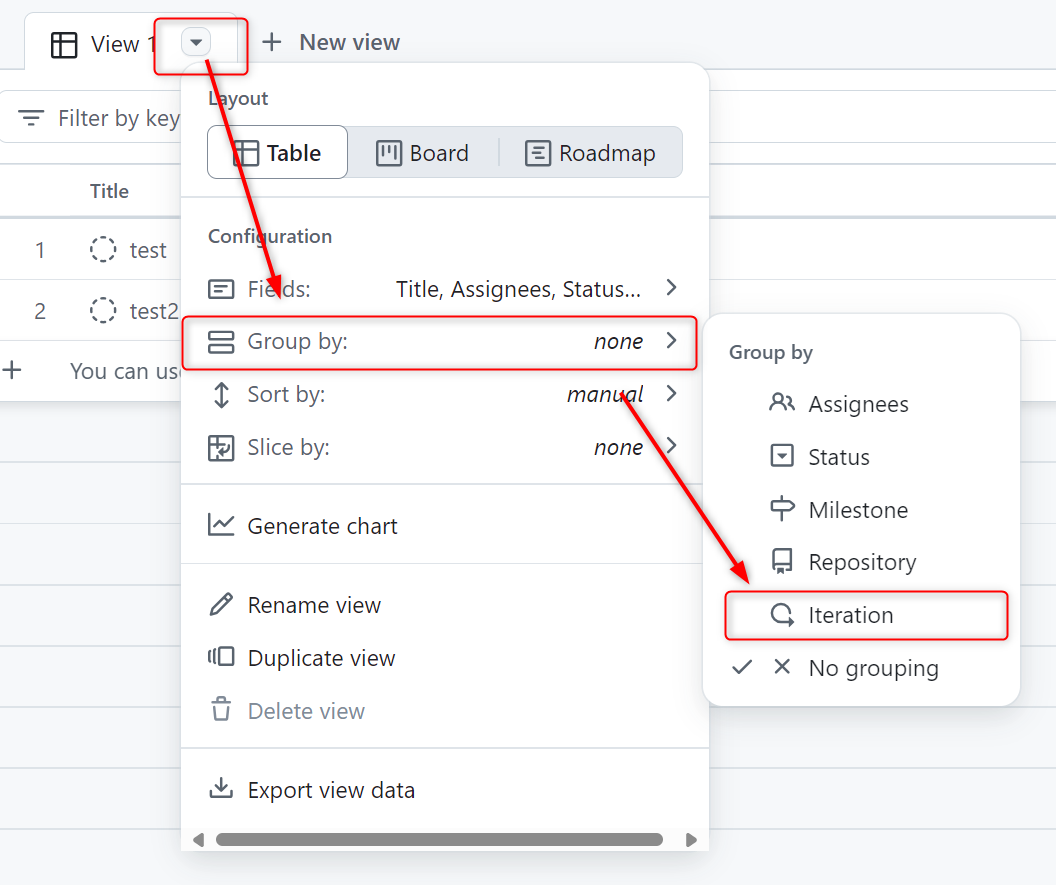 View 1
New view
Filter by key
Layout
Table
Board
Roadmap
Title
Configuration
1
test
Fields:
Title, Assignees, Status...
2
test2
Group by:
none
You can use
Sort by:
manual
Slice by:
none
Generate chart
Rename view
Duplicate view
Delete view
Export view data
Group by
Assignees
Status
Milestone
Repository
Iteration
No grouping